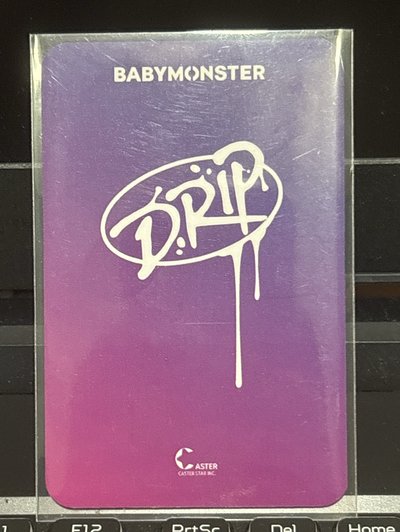 BABYMONSTER
DRIP
CASTER
CASTER STAR INC.
F12
PrtSc
Del
Home